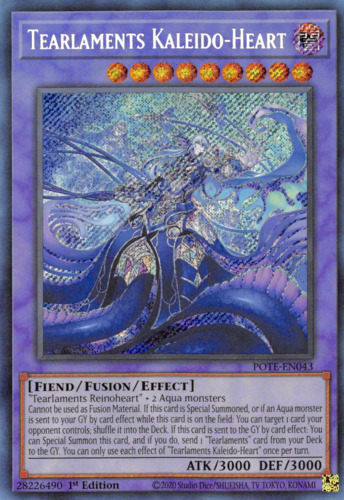 TEARLAMENTS KALEIDO-HEART
POTE-EN043
[FIEND/FUSION/EFFECT]
"Tearlaments Reinoheart" + 2 Aqua monsters
Cannot be used as Fusion Material. If this card is Special Summoned, or if an Aqua monster
is sent to your GY by card effect while this card is on the field: You can target 1 card your
opponent controls; shuffle it into the Deck. If this card is sent to the GY by card effect: You
can Special Summon this card, and if you do, send 1 "Tearlaments" card from your Deck
to the GY. You can only use each effect of "Tearlaments Kaleido-Heart" once per turn.
ATK/3000 DEF/3000
28226490 1st Edition ©2020 Studio Dice/SHUEISHA, TV TOKYO, KONAMI